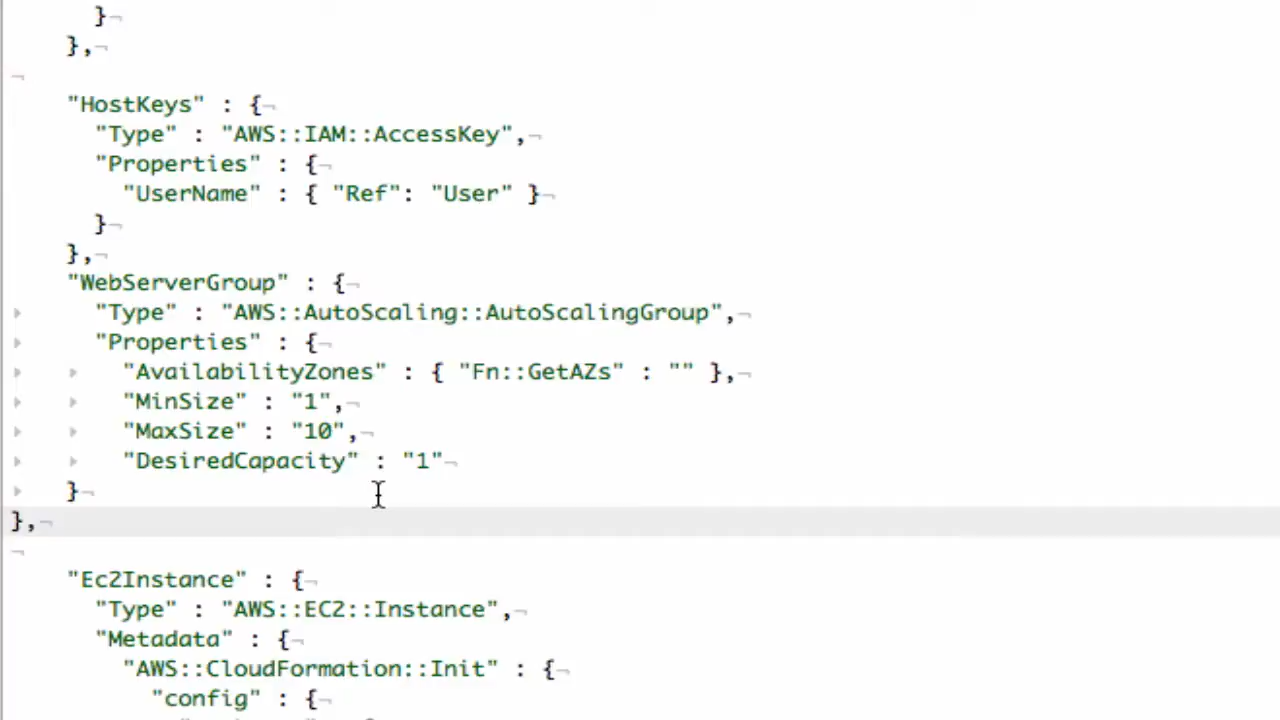 }¬
},¬
¬
"HostKeys" : {¬
"Type" : "AWS::IAM::AccessKey",¬
"Properties" : {¬
"UserName" : { "Ref": "User" }¬
}¬
},¬
"WebServerGroup" : {¬
"Type" : "AWS::AutoScaling::AutoScalingGroup",¬
"Properties" : {¬
"AvailabilityZones" : { "Fn::GetAZs" : "" },¬
"MinSize" : "1",¬
"MaxSize" : "10",¬
"DesiredCapacity" : "1"¬
}¬
},¬
¬
"Ec2Instance" : {¬
"Type" : "AWS::EC2::Instance",¬
"Metadata" : {¬
"AWS::CloudFormation::Init" : {¬
"config" : {¬